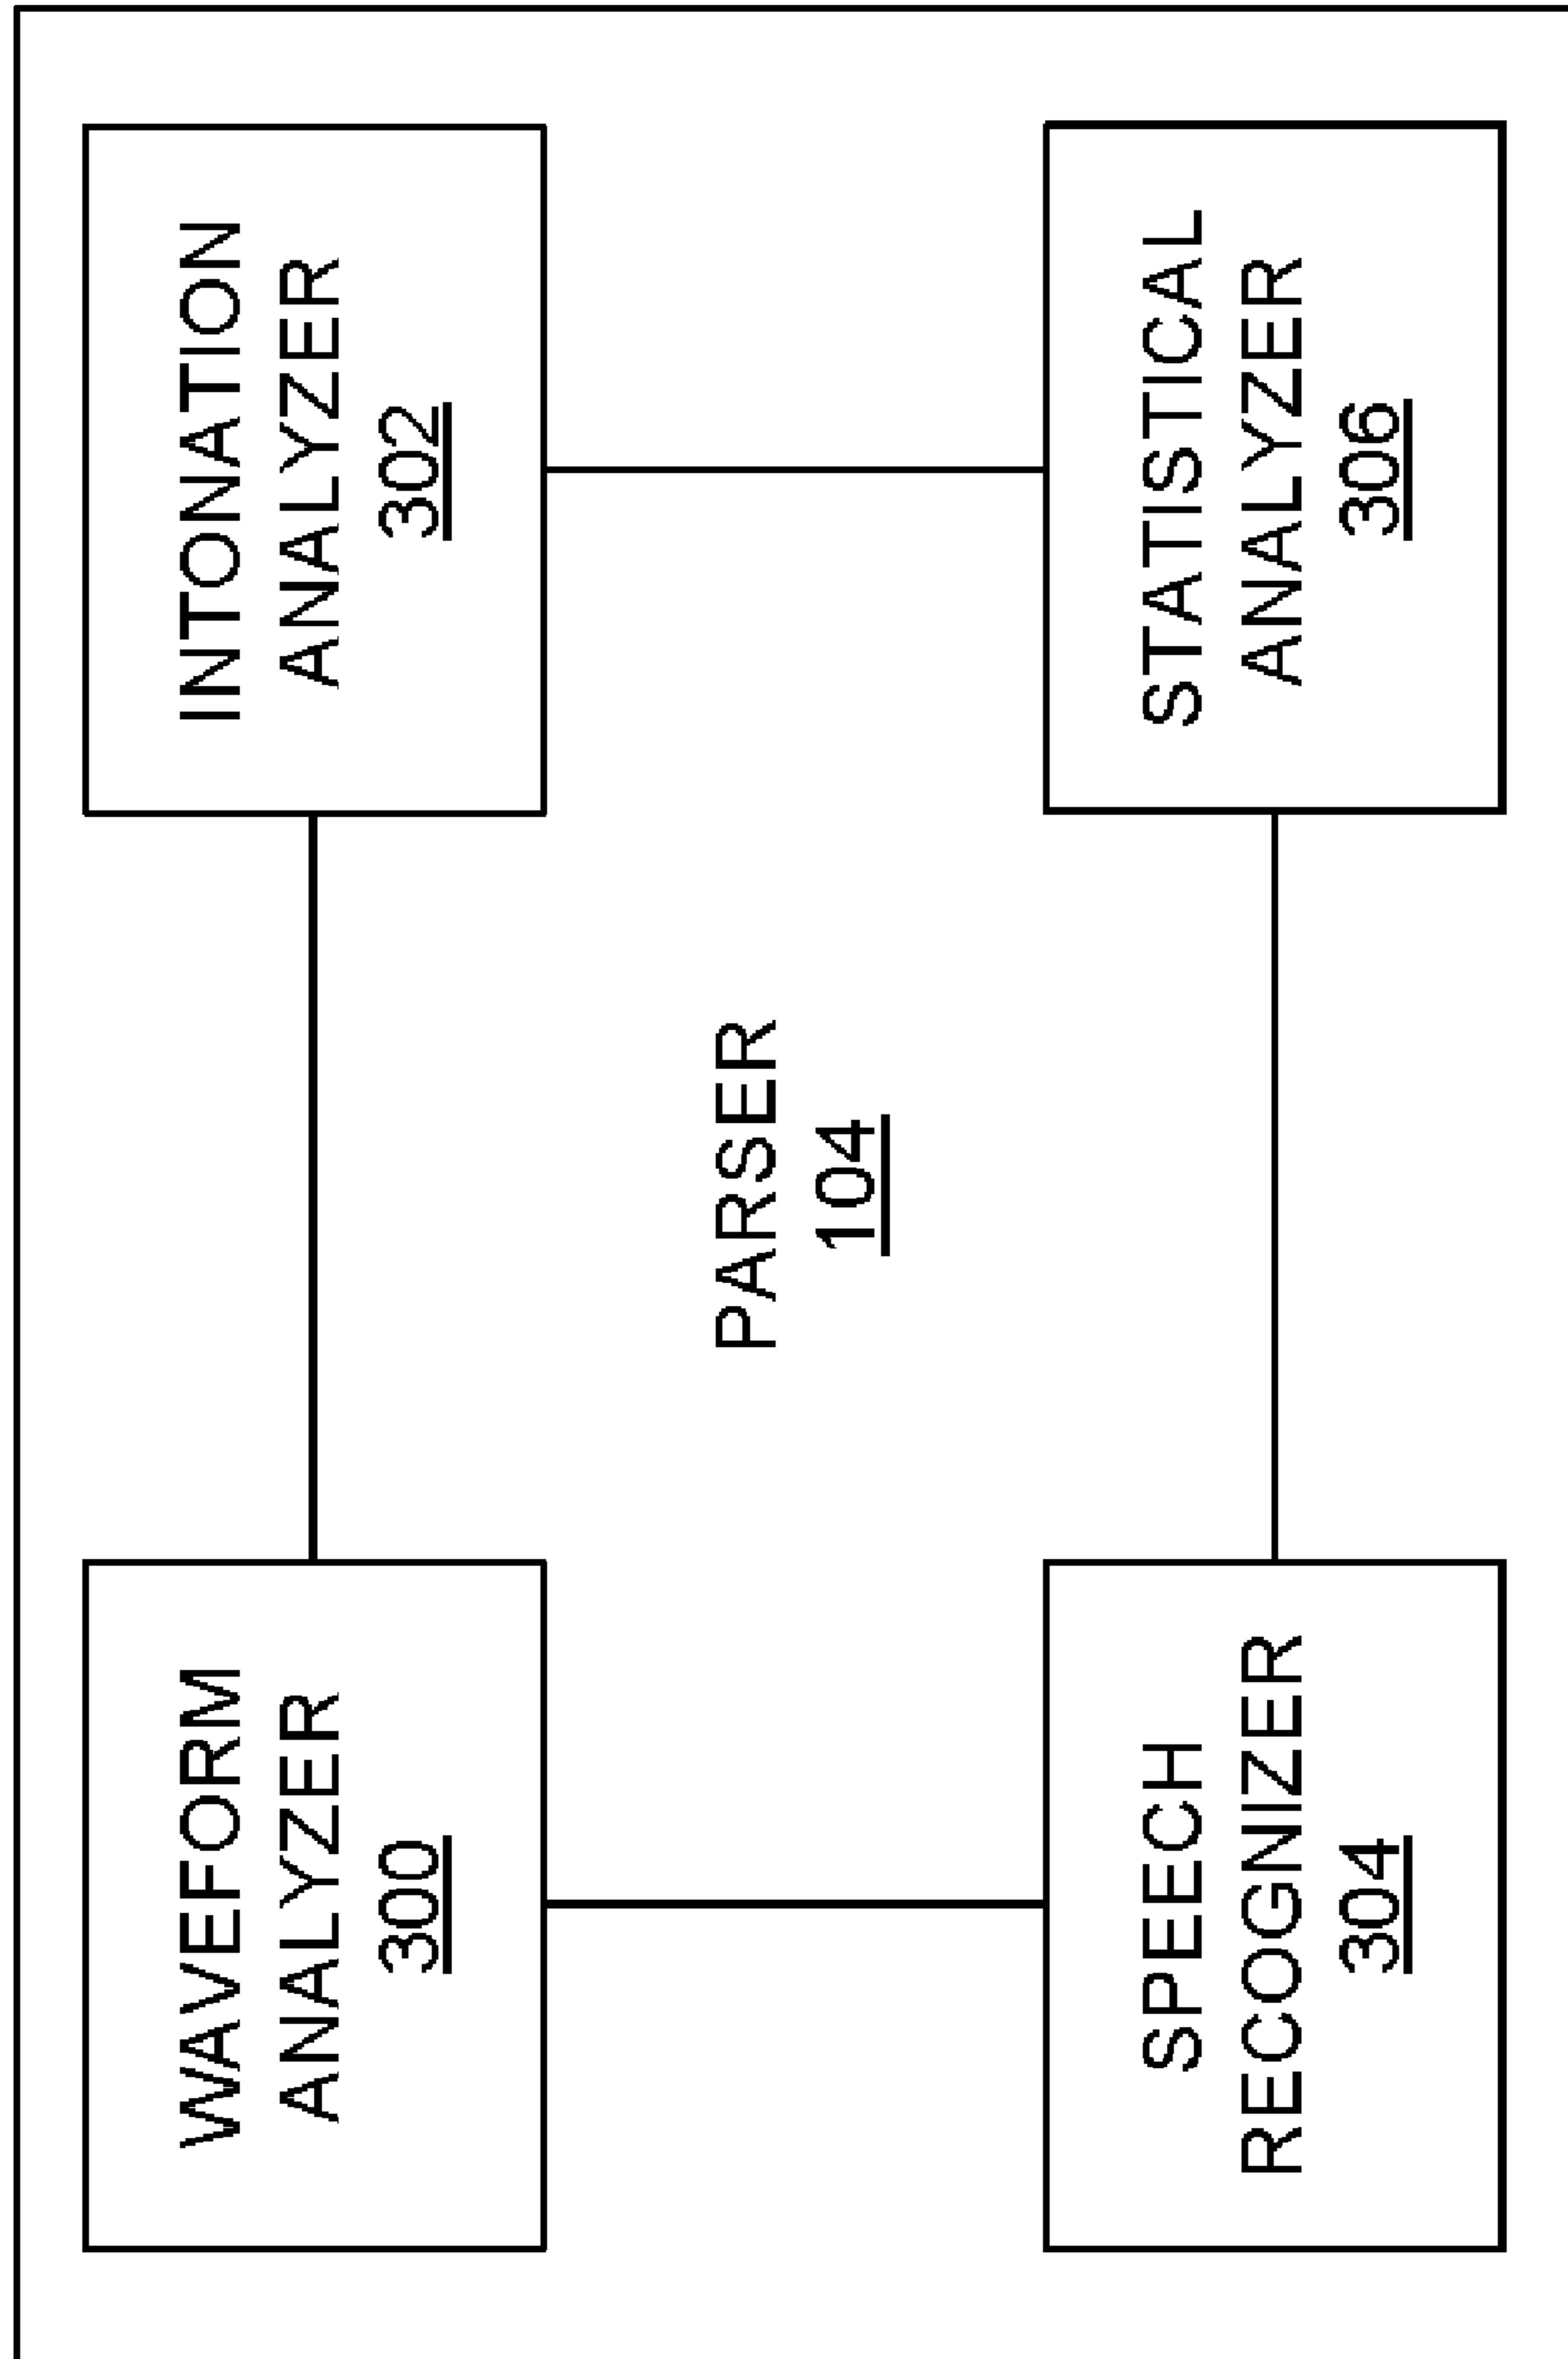 WAVEFORM
ANALYZER
300
INTONATION
ANALYZER
302
PARSER
104
SPEECH
RECOGNIZER
304
STATISTICAL
ANALYZER
306